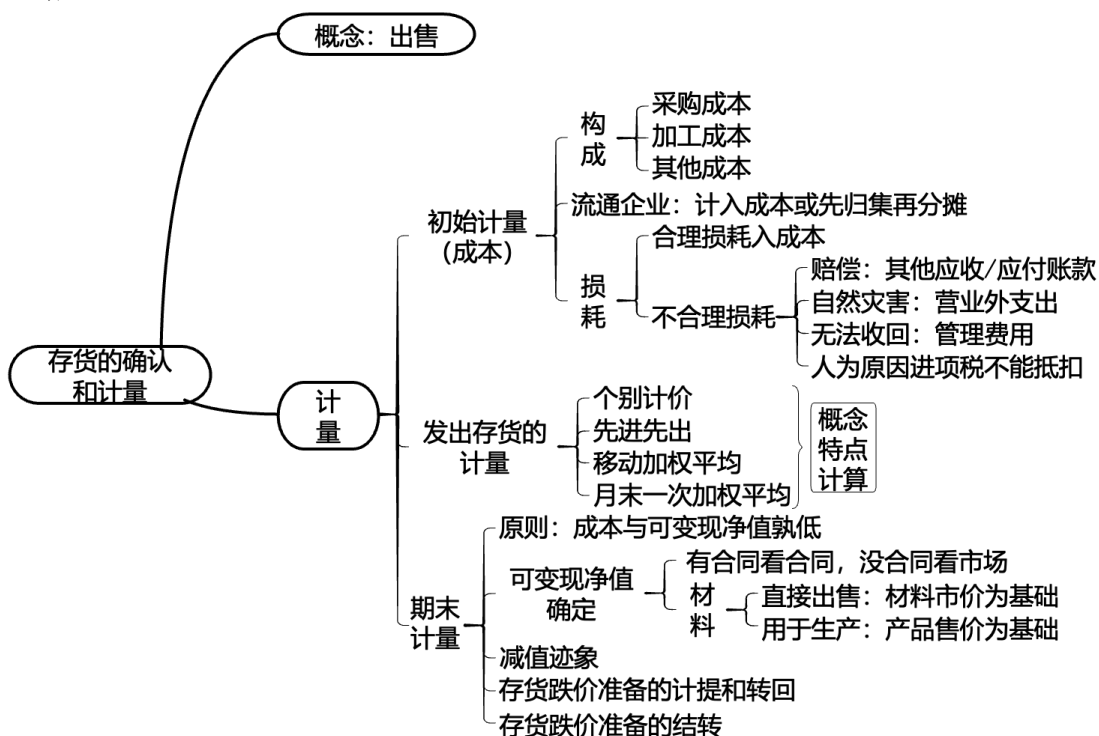 概念：出售
构
成
采购成本
加工成本
其他成本
流通企业：计入成本或先归集再分摊
初始计量
（成本）
合理损耗入成本
损
耗
不合理损耗
赔偿：其他应收/应付账款
自然灾害：营业外支出
无法收回：管理费用
人为原因进项税不能抵扣
存货的确认
和计量
计
量
发出存货的
计量
个别计价
先进先出
移动加权平均
月末一次加权平均
概念
特点
计算
原则：成本与可变现净值孰低
可变现净值
确定
有合同看合同，没合同看市场
材
料
直接出售：材料市价为基础
用于生产：产品售价为基础
期末
计量
减值迹象
存货跌价准备的计提和转回
存货跌价准备的结转